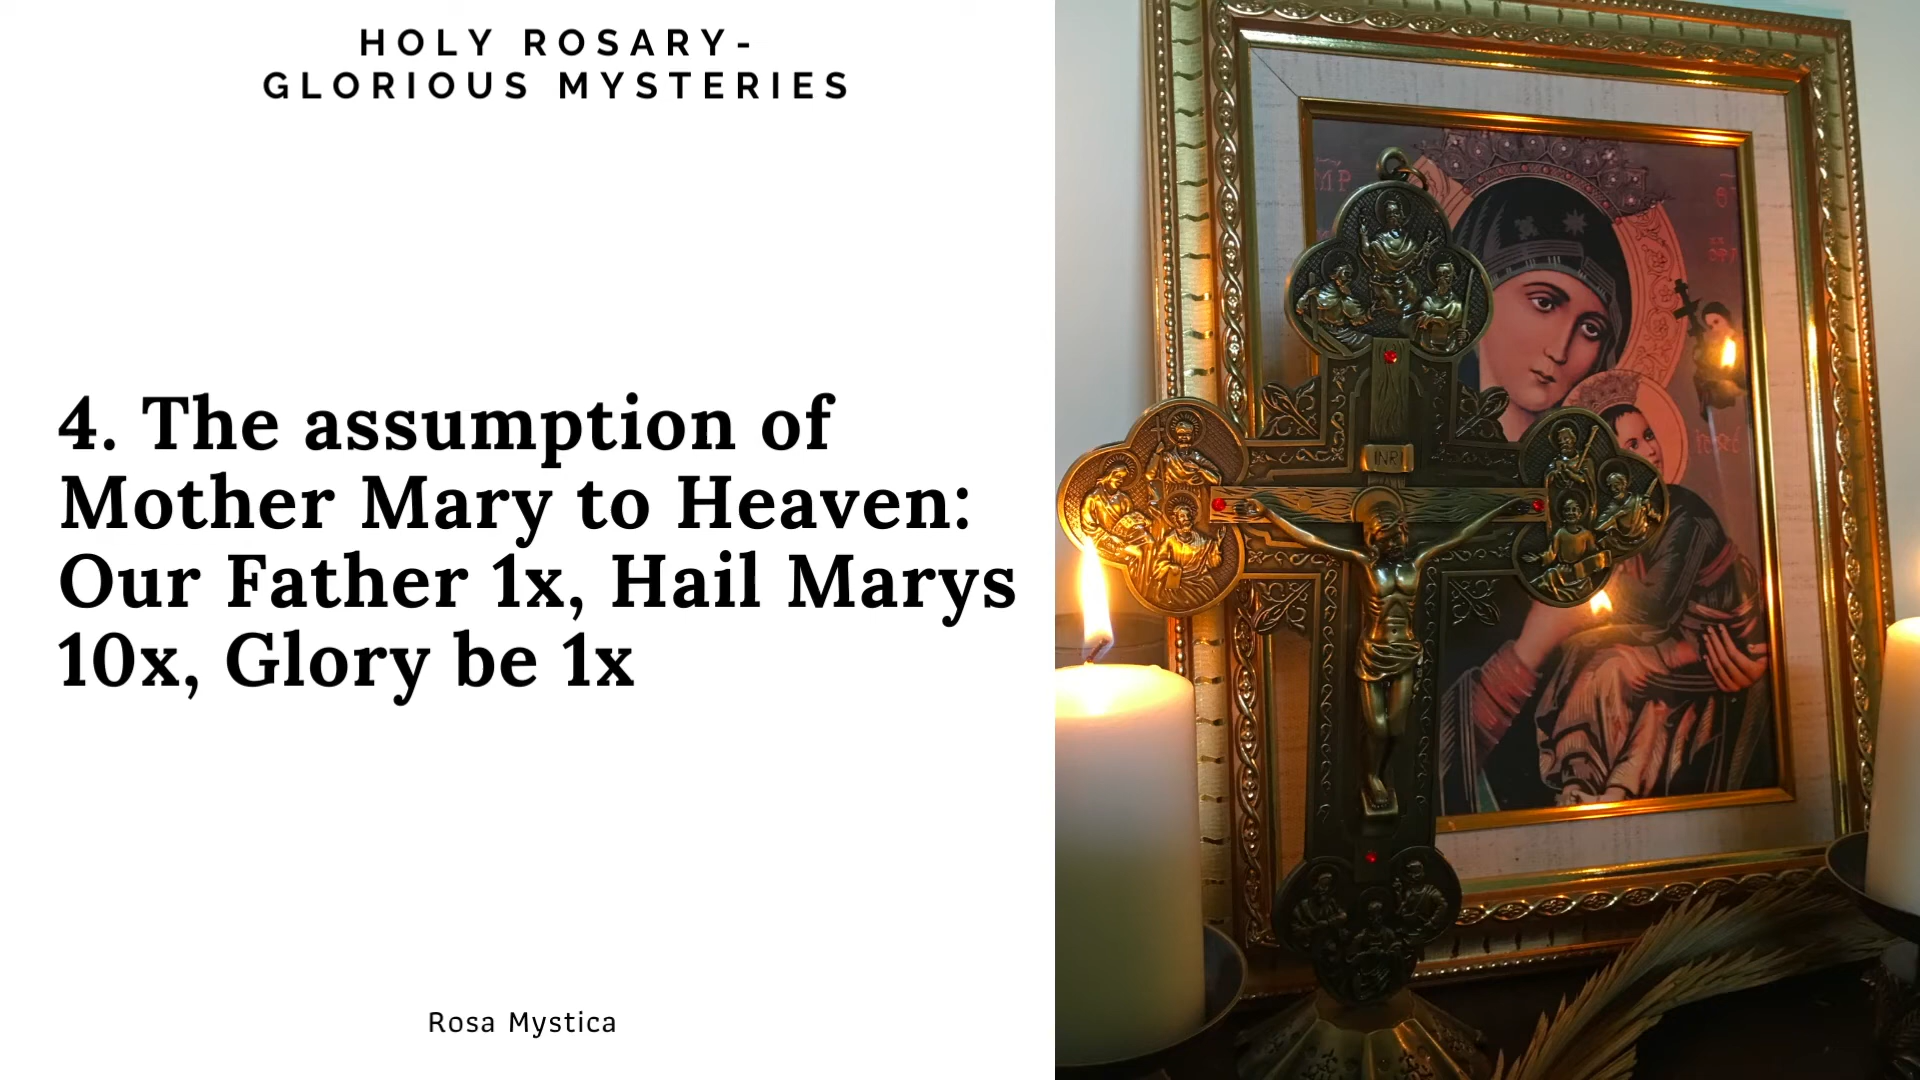 HOLY ROSARY-
GLORIOUS MYSTERIES
4. The assumption of
Mother Mary to Heaven:
Our Father 1x, Hail Marys
10x, Glory be 1x
Rosa Mystica
INRI